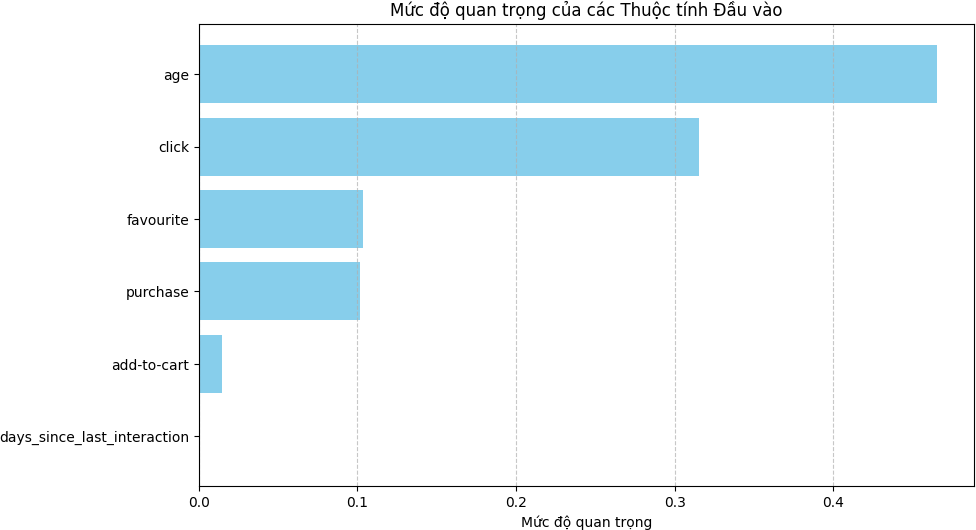 Mức độ quan trọng của các Thuộc tính Đầu vào
age
click
favourite
purchase
add-to-cart
days_since_last_interaction
0.0 0.1 0.2 0.3 0.4
Mức độ quan trọng